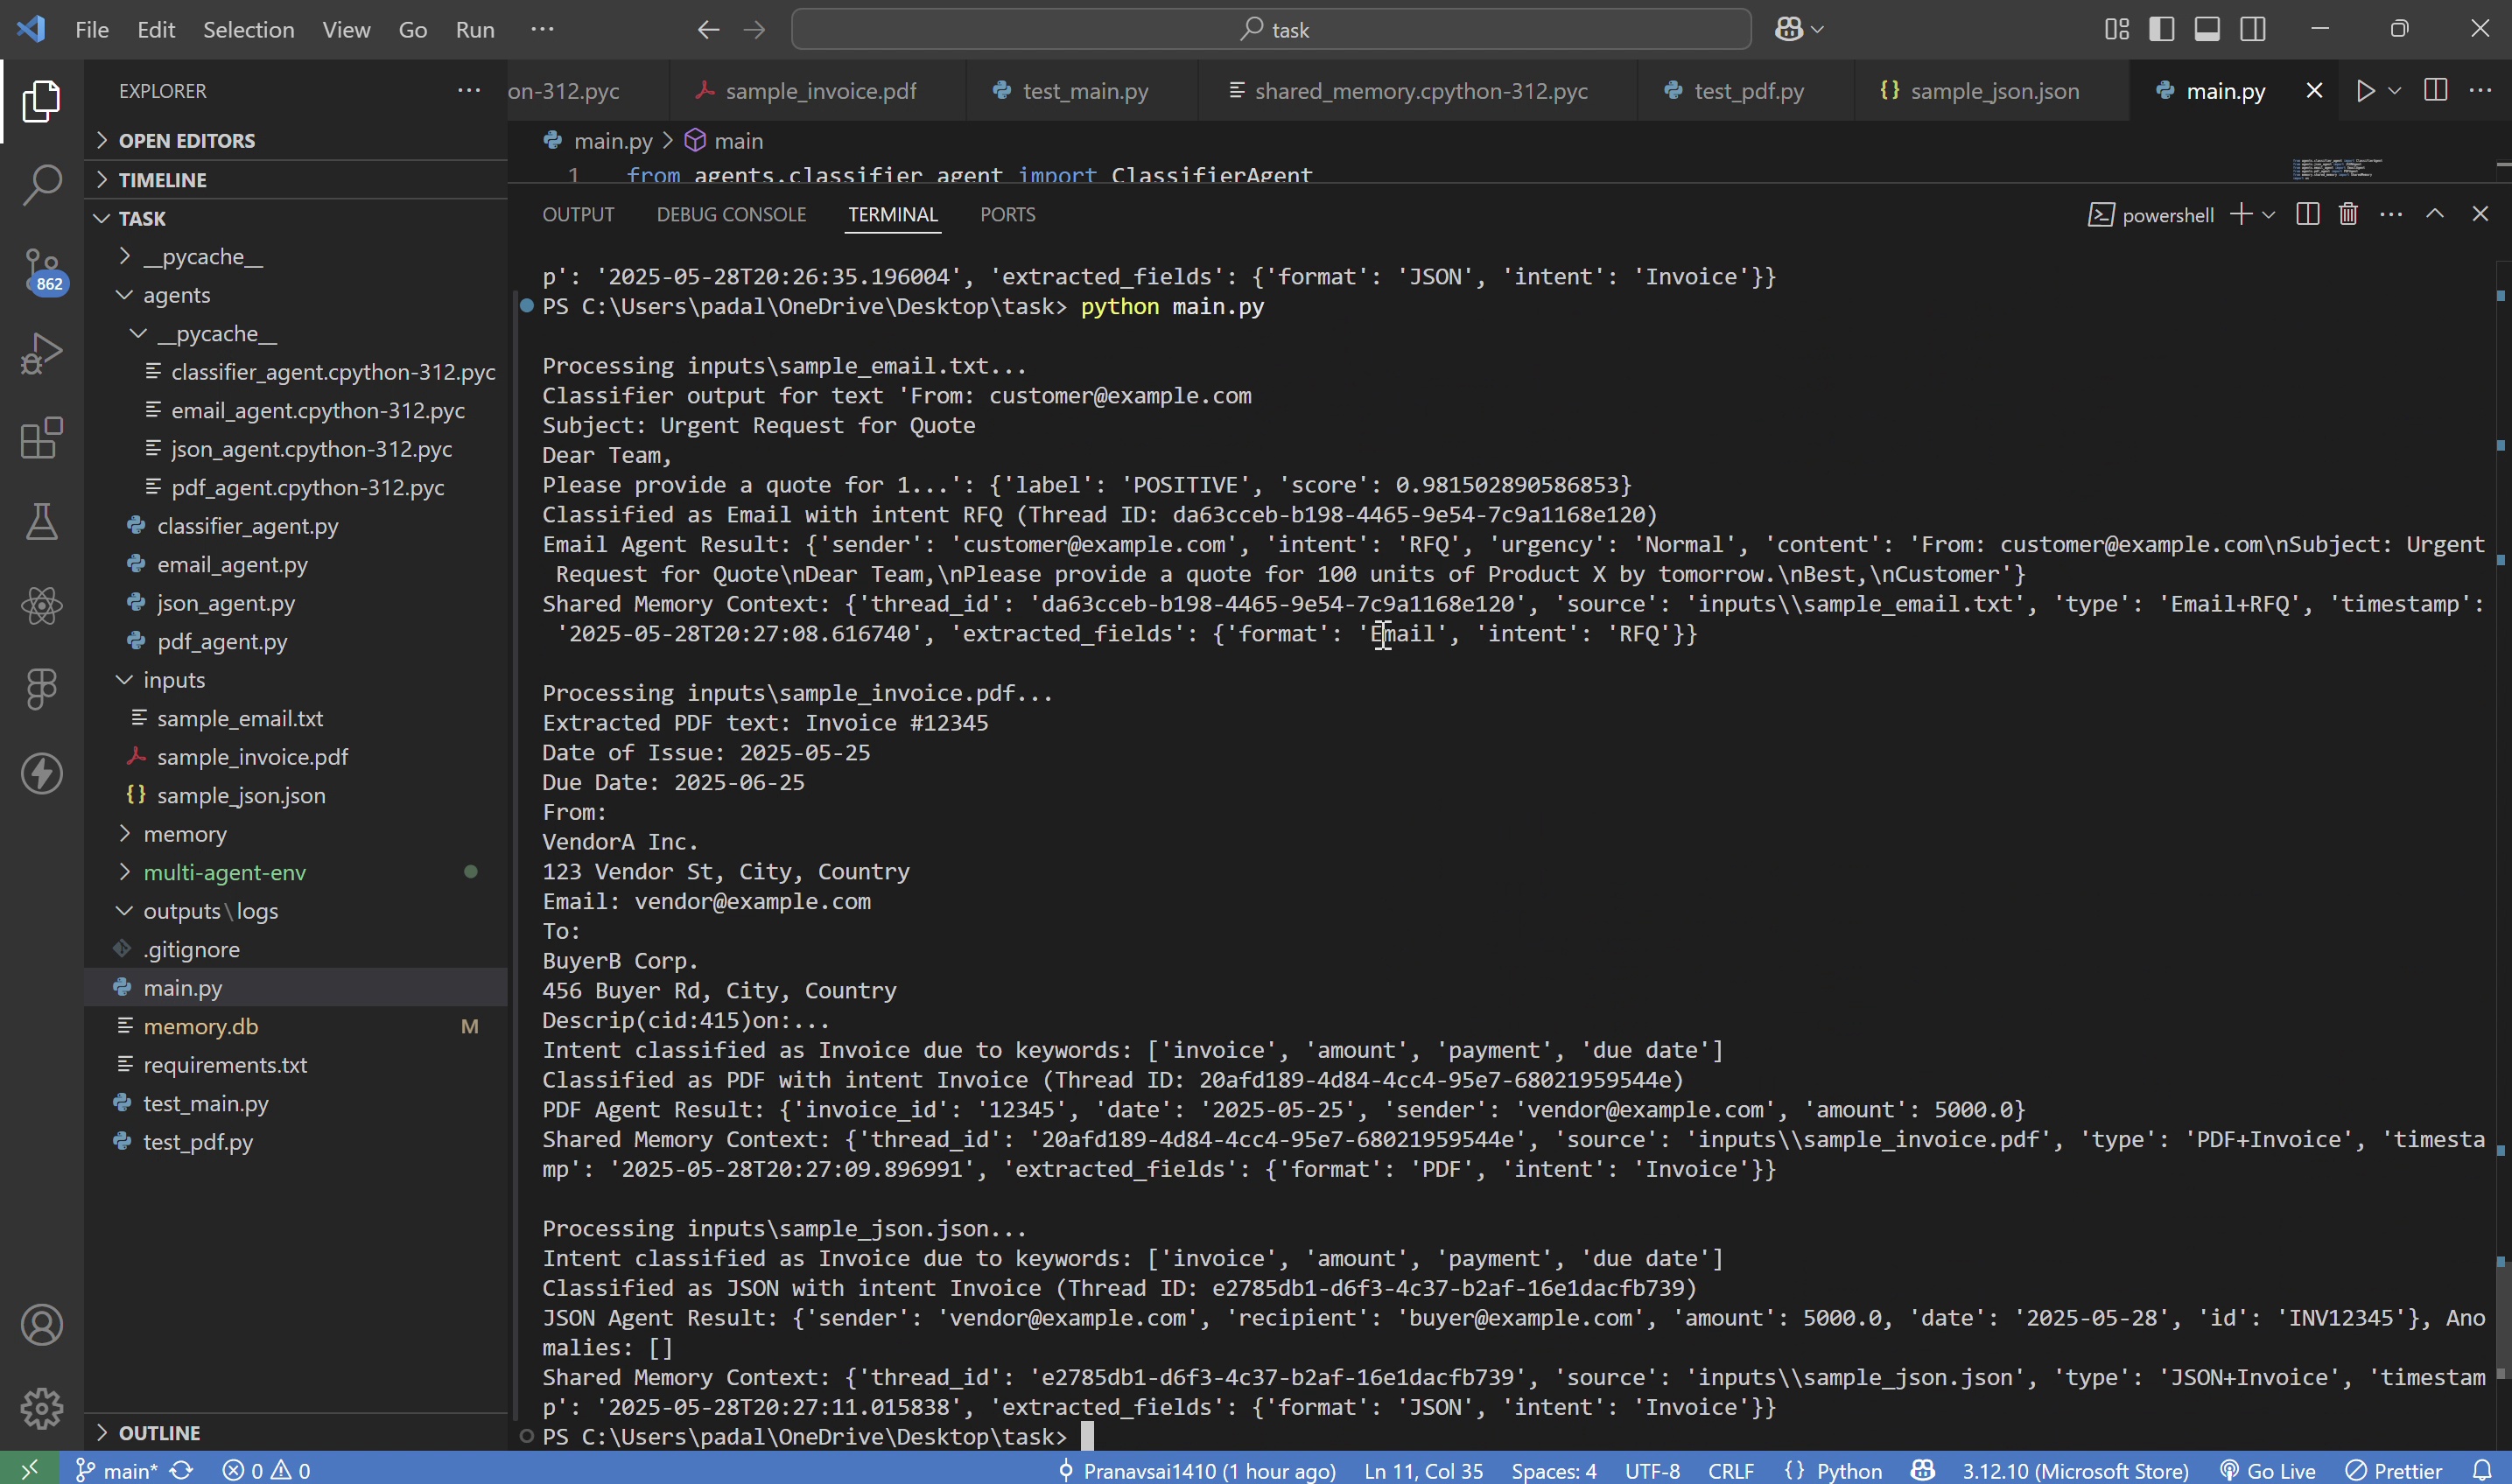 File Edit Selection View Go Run ···
task
EXPLORER
on-312.pyc sample_invoice.pdf test_main.py shared_memory.cpython-312.pyc test_pdf.py sample_json.json main.py
OPEN EDITORS
TIMELINE
TASK
__pycache__
agents
__pycache__
classifier_agent.cpython-312.pyc
email_agent.cpython-312.pyc
json_agent.cpython-312.pyc
pdf_agent.cpython-312.pyc
classifier_agent.py
email_agent.py
json_agent.py
pdf_agent.py
inputs
sample_email.txt
sample_invoice.pdf
sample_json.json
memory
multi-agent-env
outputs\logs
.gitignore
main.py
memory.db M
requirements.txt
test_main.py
test_pdf.py
OUTLINE
862
main.py > main
1 from agents.classifier_agent import ClassifierAgent
OUTPUT DEBUG CONSOLE TERMINAL PORTS
powershell
p': '2025-05-28T20:26:35.196004', 'extracted_fields': {'format': 'JSON', 'intent': 'Invoice'}}
PS C:\Users\padal\OneDrive\Desktop\task> python main.py
Processing inputs\sample_email.txt...
Classifier output for text 'From: customer@example.com
Subject: Urgent Request for Quote
Dear Team,
Please provide a quote for 1...': {'label': 'POSITIVE', 'score': 0.981502890586853}
Classified as Email with intent RFQ (Thread ID: da63cceb-b198-4465-9e54-7c9a1168e120)
Email Agent Result: {'sender': 'customer@example.com', 'intent': 'RFQ', 'urgency': 'Normal', 'content': 'From: customer@example.com\nSubject: Urgent
Request for Quote\nDear Team,\nPlease provide a quote for 100 units of Product X by tomorrow.\nBest,\nCustomer'}
Shared Memory Context: {'thread_id': 'da63cceb-b198-4465-9e54-7c9a1168e120', 'source': 'inputs\\sample_email.txt', 'type': 'Email+RFQ', 'timestamp':
'2025-05-28T20:27:08.616740', 'extracted_fields': {'format': 'Email', 'intent': 'RFQ'}}
Processing inputs\sample_invoice.pdf...
Extracted PDF text: Invoice #12345
Date of Issue: 2025-05-25
Due Date: 2025-06-25
From:
VendorA Inc.
123 Vendor St, City, Country
Email: vendor@example.com
To:
BuyerB Corp.
456 Buyer Rd, City, Country
Descrip(cid:415)on:...
Intent classified as Invoice due to keywords: ['invoice', 'amount', 'payment', 'due date']
Classified as PDF with intent Invoice (Thread ID: 20afd189-4d84-4cc4-95e7-68021959544e)
PDF Agent Result: {'invoice_id': '12345', 'date': '2025-05-25', 'sender': 'vendor@example.com', 'amount': 5000.0}
Shared Memory Context: {'thread_id': '20afd189-4d84-4cc4-95e7-68021959544e', 'source': 'inputs\\sample_invoice.pdf', 'type': 'PDF+Invoice', 'timesta
mp': '2025-05-28T20:27:09.896991', 'extracted_fields': {'format': 'PDF', 'intent': 'Invoice'}}
Processing inputs\sample_json.json...
Intent classified as Invoice due to keywords: ['invoice', 'amount', 'payment', 'due date']
Classified as JSON with intent Invoice (Thread ID: e2785db1-d6f3-4c37-b2af-16e1dacfb739)
JSON Agent Result: {'sender': 'vendor@example.com', 'recipient': 'buyer@example.com', 'amount': 5000.0, 'date': '2025-05-28', 'id': 'INV12345'}, Ano
malies: []
Shared Memory Context: {'thread_id': 'e2785db1-d6f3-4c37-b2af-16e1dacfb739', 'source': 'inputs\\sample_json.json', 'type': 'JSON+Invoice', 'timestam
p': '2025-05-28T20:27:11.015838', 'extracted_fields': {'format': 'JSON', 'intent': 'Invoice'}}
PS C:\Users\padal\OneDrive\Desktop\task>
main* 0 0 Pranavsai1410 (1 hour ago) Ln 11, Col 35 Spaces: 4 UTF-8 CRLF {} Python 3.12.10 (Microsoft Store) Go Live Prettier